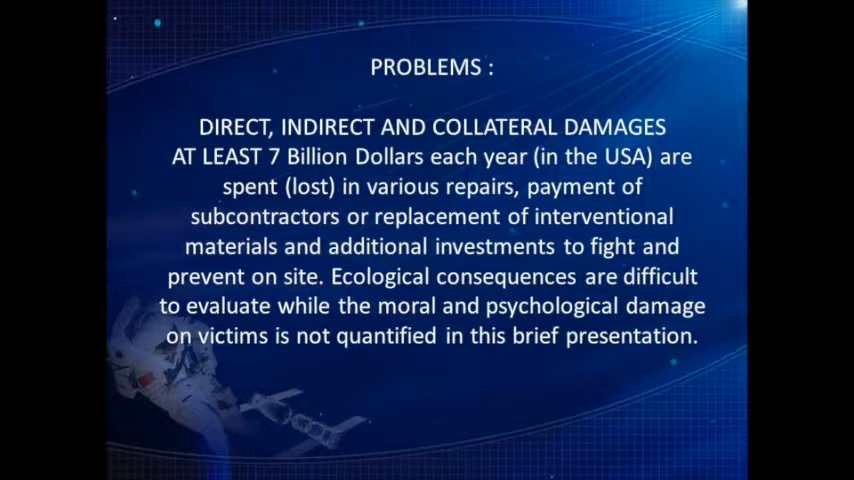 PROBLEMS :
DIRECT, INDIRECT AND COLLATERAL DAMAGES
AT LEAST 7 Billion Dollars each year (in the USA) are
spent (lost) in various repairs, payment of
subcontractors or replacement of interventional
materials and additional investments to fight and
prevent on site. Ecological consequences are difficult
to evaluate while the moral and psychological damage
on victims is not quantified in this brief presentation.